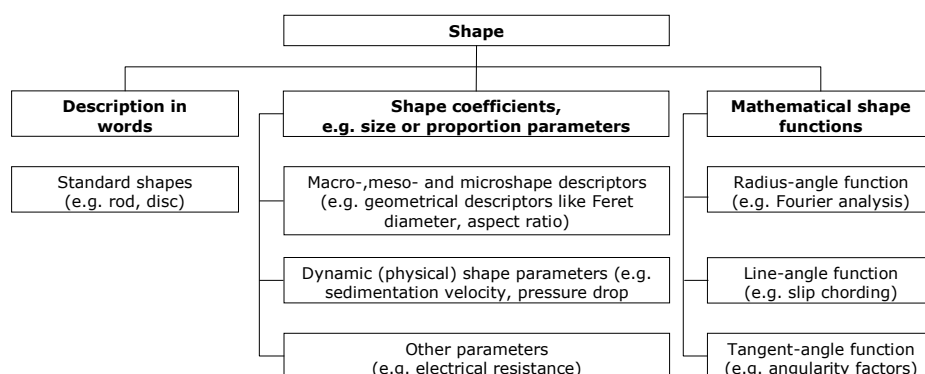 Shape
Description in
words
Shape coefficients,
e.g. size or proportion parameters
Mathematical shape
functions
Standard shapes
(e.g. rod, disc)
Macro-,meso- and microshape descriptors
(e.g. geometrical descriptors like Feret
diameter, aspect ratio)
Radius-angle function
(e.g. Fourier analysis)
Dynamic (physical) shape parameters (e.g.
sedimentation velocity, pressure drop
Line-angle function
(e.g. slip chording)
Other parameters
(e.g. electrical resistance)
Tangent-angle function
(e.g. angularity factors)